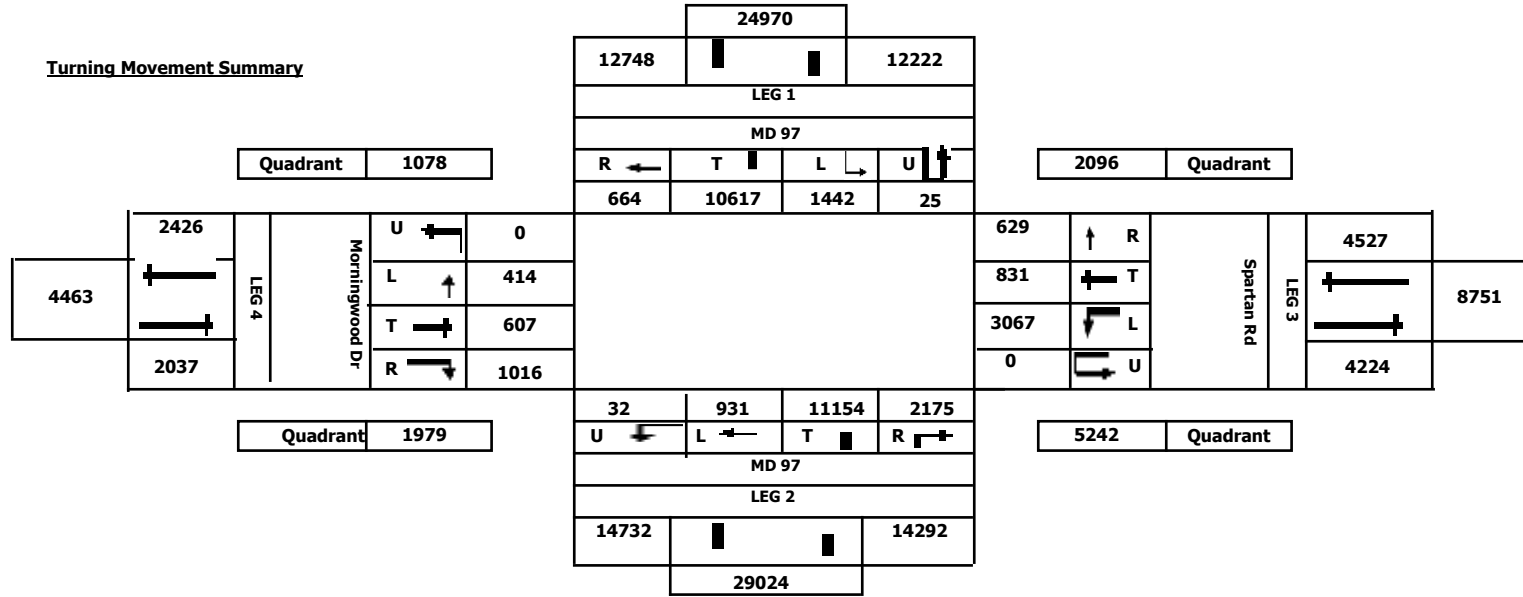 24970
Turning Movement Summary
12748 12222
LEG 1
MD 97
Quadrant 1078
R T L U
2096 Quadrant
664 10617 1442 25
2426 U 0 629 R 4527
4463 LEG 4 Morningwood Dr L 414 831 T Spartan Rd LEG 3 8751
T 607 3067 L
2037 R 1016 0 U 4224
32 931 11154 2175
Quadrant 1979 U L T R 5242 Quadrant
MD 97
LEG 2
14732 14292
29024